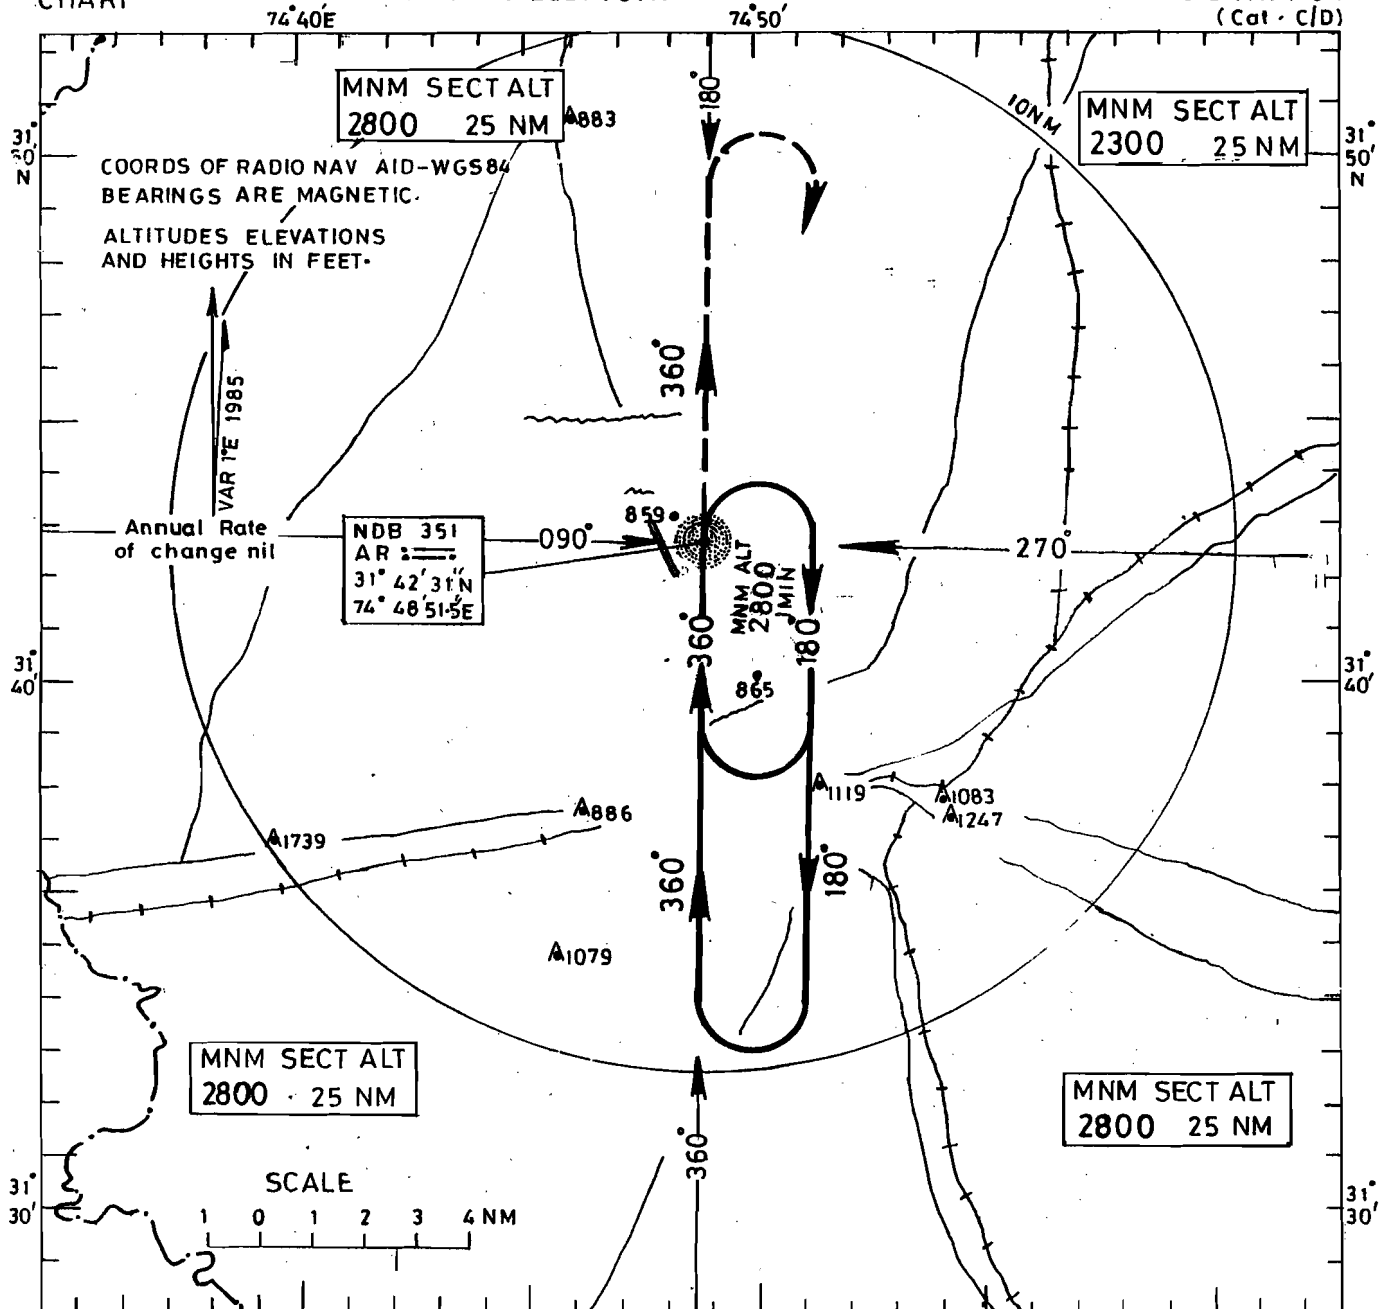 CHART
74°40'E
74°50'
(Cat · C/D)
MNM SECT ALT
2800 25 NM
883
180°
10NM
MNM SECT ALT
2300 25 NM
31°
50'
N
31°
50'
N
COORDS OF RADIO NAV AID-WGS84
BEARINGS ARE MAGNETIC.
ALTITUDES ELEVATIONS
AND HEIGHTS IN FEET.
360°
VAR 1°E 1985
Annual Rate
of change nil
NDB 351
AR
31° 42' 31"N
74° 48' 51.5"E
090°
859
270°
MNM ALT
2800
1MIN
360°
180°
865
31°
40'
31°
40'
1119
1083
1247
886
1739
360°
180°
1079
MNM SECT ALT
2800 25 NM
MNM SECT ALT
2800 25 NM
360°
SCALE
1 0 1 2 3 4 NM
31°
30'
31°
30'